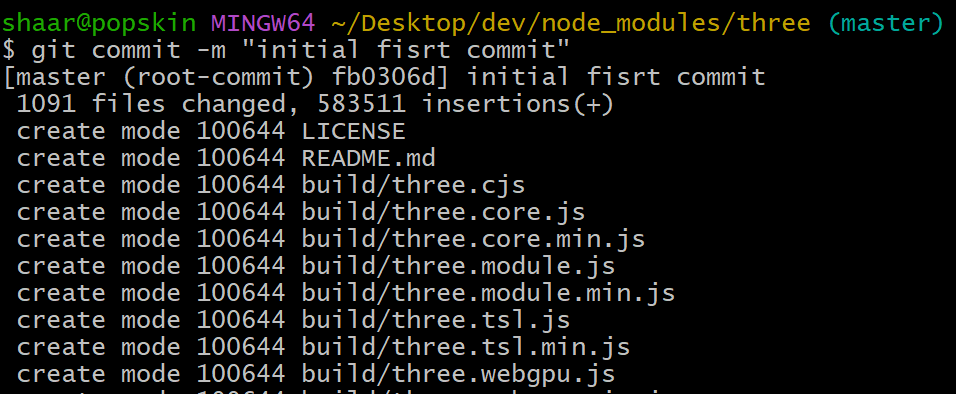 shaar@popskin MINGW64 ~/Desktop/dev/node_modules/three (master)
$ git commit -m "initial fisrt commit"
[master (root-commit) fb0306d] initial fisrt commit
 1091 files changed, 583511 insertions(+)
 create mode 100644 LICENSE
 create mode 100644 README.md
 create mode 100644 build/three.cjs
 create mode 100644 build/three.core.js
 create mode 100644 build/three.core.min.js
 create mode 100644 build/three.module.js
 create mode 100644 build/three.module.min.js
 create mode 100644 build/three.tsl.js
 create mode 100644 build/three.tsl.min.js
 create mode 100644 build/three.webgpu.js